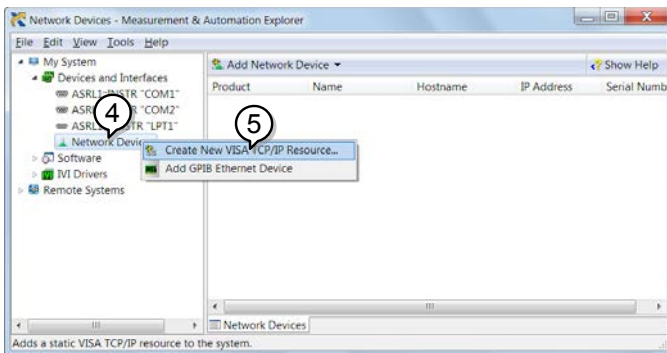 Network Devices - Measurement & Automation Explorer
File Edit View Tools Help
My System
Devices and Interfaces
ASRL1::INSTR "COM1"
"COM2"
"LPT1"
Network
Software
IVI Drivers
Remote Systems
4
5
Add Network Device
Show Help
Product Name Hostname IP Address Serial Numb
Create New VISA TCP/IP Resource...
Add GPIB Ethernet Device
Network Devices
Adds a static VISA TCP/IP resource to the system.